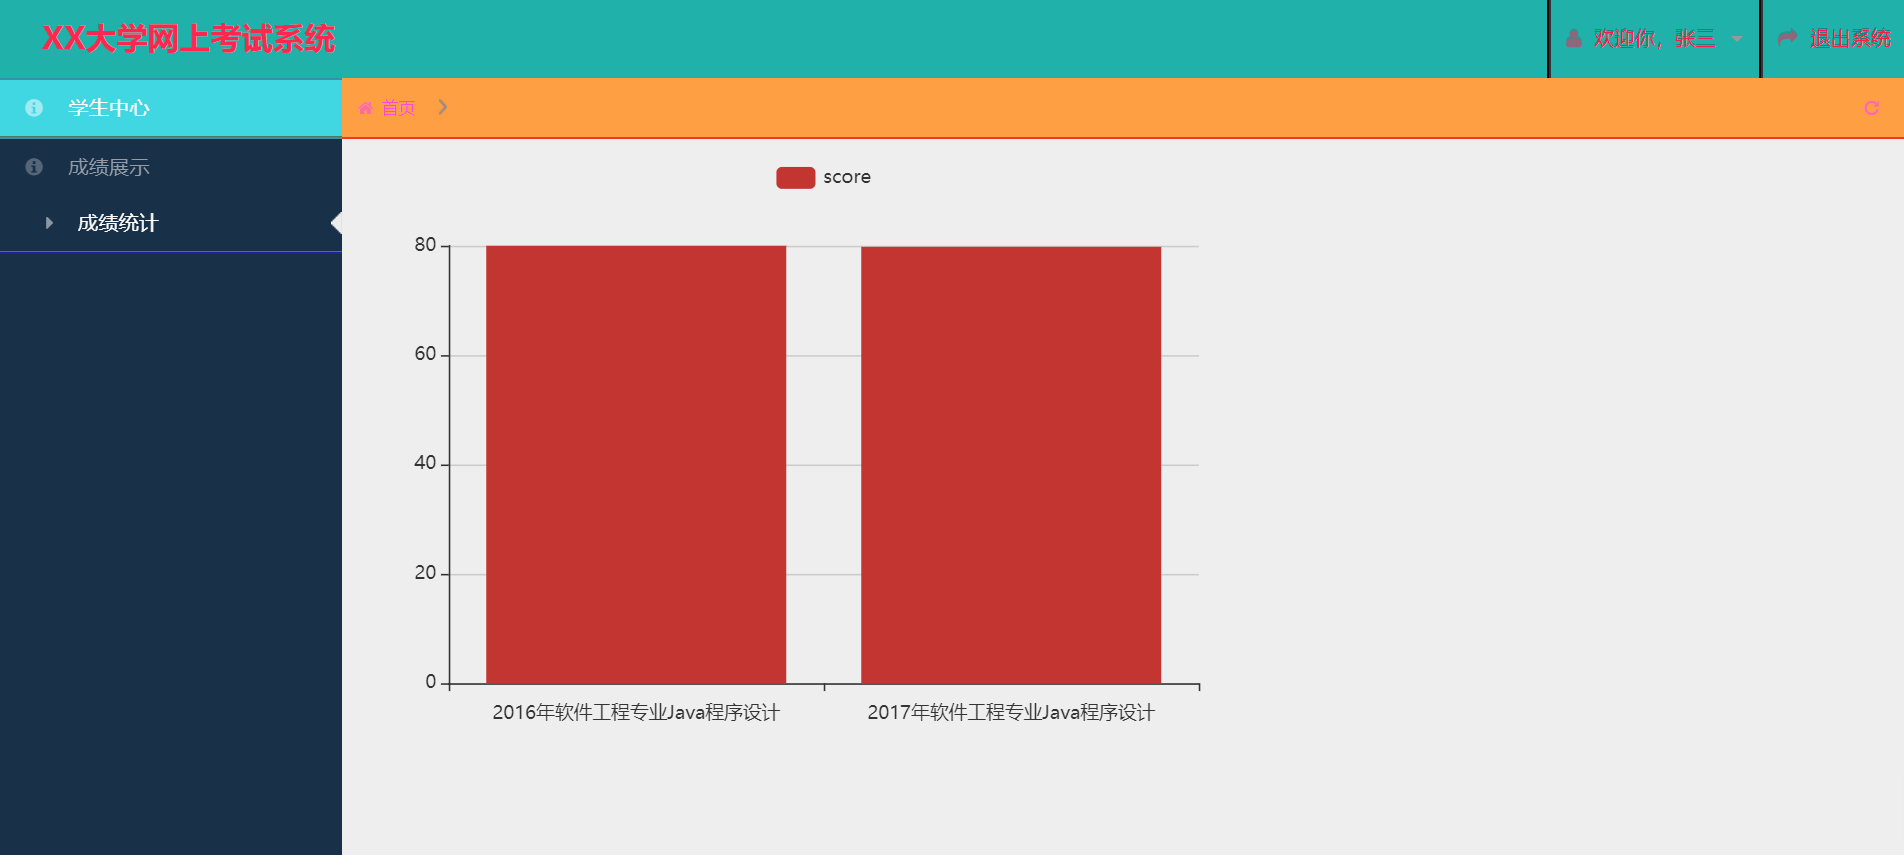 XX大学网上考试系统
欢迎你，张三
退出系统
学生中心
首页
成绩展示
成绩统计
score
80
60
40
20
0
2016年软件工程专业Java程序设计
2017年软件工程专业Java程序设计